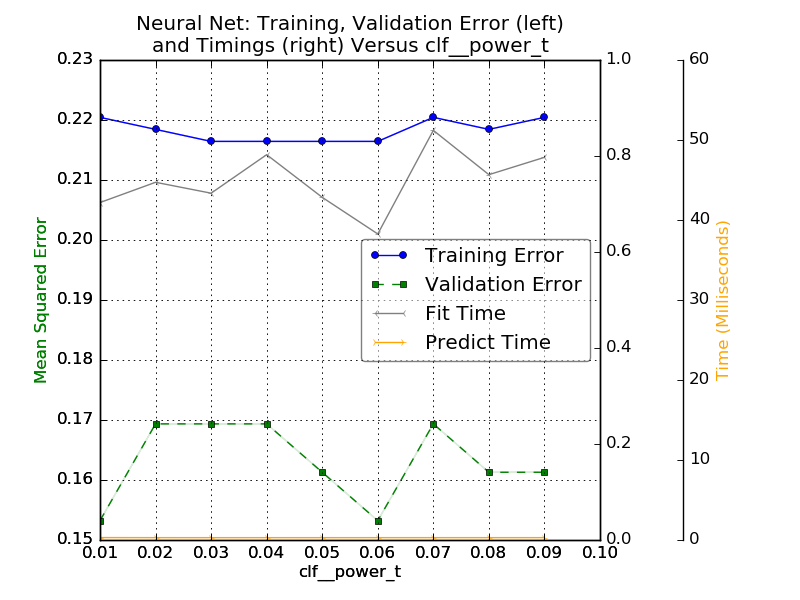 Neural Net: Training, Validation Error (left)
and Timings (right) Versus clf__power_t
Mean Squared Error
0.23
0.22
0.21
0.20
0.19
0.18
0.17
0.16
0.15
Training Error
Validation Error
Fit Time
Predict Time
1.0
0.8
0.6
0.4
0.2
0.0
60
50
40
30
20
10
0
Time (Milliseconds)
0.01 0.02 0.03 0.04 0.05 0.06 0.07 0.08 0.09 0.10
clf__power_t